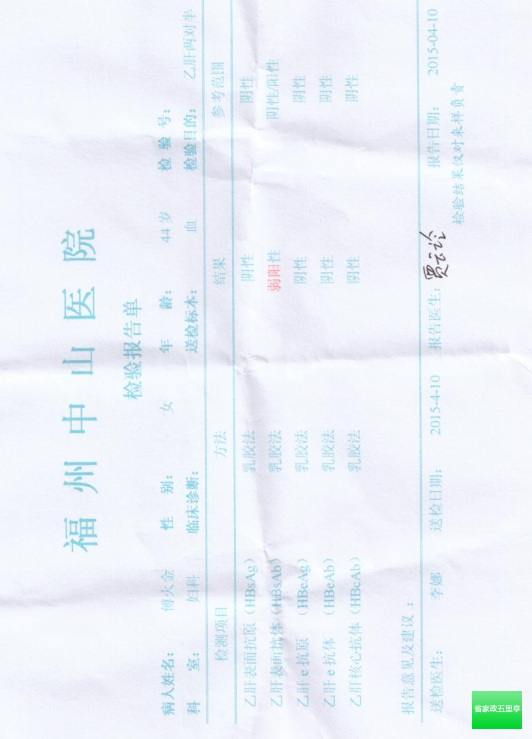 福州中山医院
检验报告单
病人姓名： 傅火金 性 别： 女 年 龄： 44 岁 检 验 号：
科 室： 妇科 临床诊断： 送检标本： 血 检验目的： 乙肝两对半
检测项目 方法 结果 参考范围
乙肝表面抗原（HBsAg） 乳胶法 阴性 阴性
乙肝表面抗体（HBsAb） 乳胶法 弱阳性 阴性/阳性
乙肝 e 抗原 （HBeAg） 乳胶法 阴性 阴性
乙肝 e 抗体 （HBeAb） 乳胶法 阴性 阴性
乙肝核心抗体（HBcAb） 乳胶法 阴性 阴性
报告意见及建议：
送检医生： 李娜 送检日期： 2015-4-10 报告医生： 报告日期： 2015-04-10
检验结果仅对来样负责
省家政五里亭